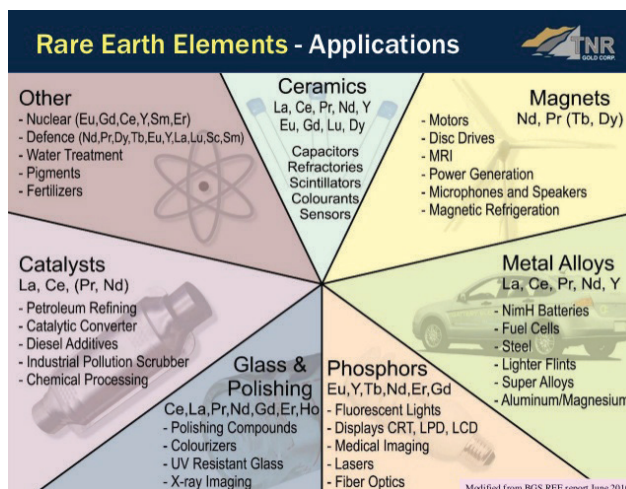 Rare Earth Elements - Applications
TNR
GOLD CORP.
Other
- Nuclear (Eu,Gd,Ce,Y,Sm,Er)
- Defence (Nd,Pr,Dy,Tb,Eu,Y,La,Lu,Sc,Sm)
- Water Treatment
- Pigments
- Fertilizers
Ceramics
La, Ce, Pr, Nd, Y
Eu, Gd, Lu, Dy
Capacitors
Refractories
Scintillators
Colourants
Sensors
Magnets
Nd, Pr (Tb, Dy)
- Motors
- Disc Drives
- MRI
- Power Generation
- Microphones and Speakers
- Magnetic Refrigeration
Catalysts
La, Ce, (Pr, Nd)
- Petroleum Refining
- Catalytic Converter
- Diesel Additives
- Industrial Pollution Scrubber
- Chemical Processing
Glass &
Polishing
Ce,La,Pr,Nd,Gd,Er,Ho
- Polishing Compounds
- Colourizers
- UV Resistant Glass
- X-ray Imaging
Phosphors
Eu,Y,Tb,Nd,Er,Gd
- Fluorescent Lights
- Displays CRT, LPD, LCD
- Medical Imaging
- Lasers
- Fiber Optics
Metal Alloys
La, Ce, Pr, Nd, Y
- NimH Batteries
- Fuel Cells
- Steel
- Lighter Flints
- Super Alloys
- Aluminum/Magnesium
Modified from BGS REE report June 2010